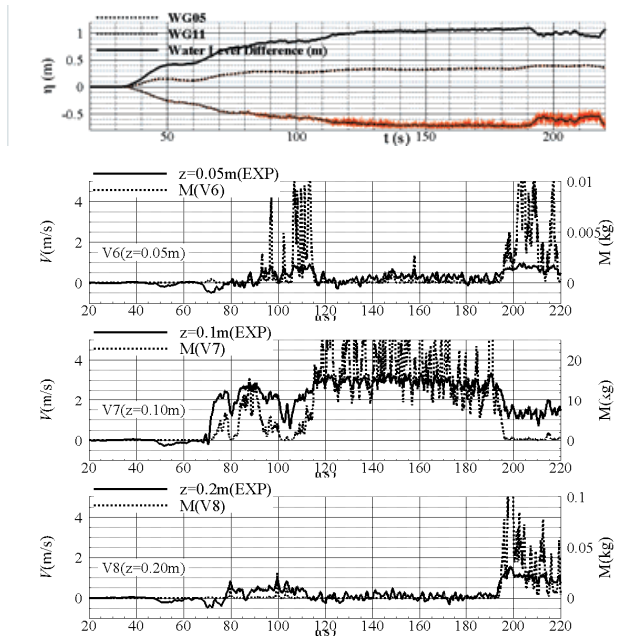 WG05
WG11
Water Level Difference (m)
η (m)
1
0.5
0
-0.5
50
100
150
200
t (s)
z=0.05m(EXP)
M(V6)
V(m/s)
4
2
0
V6(z=0.05m)
0.01
0.005
0
M (kg)
20 40 60 80 100 120 140 160 180 200 220
z=0.1m(EXP)
M(V7)
V(m/s)
4
2
0
V7(z=0.10m)
20
10
0
20 40 60 80 100 120 140 160 180 200 220
z=0.2m(EXP)
M(V8)
V(m/s)
4
2
0
V8(z=0.20m)
0.1
0.05
0
M(kg)
20 40 60 80 100 120 140 160 180 200 220